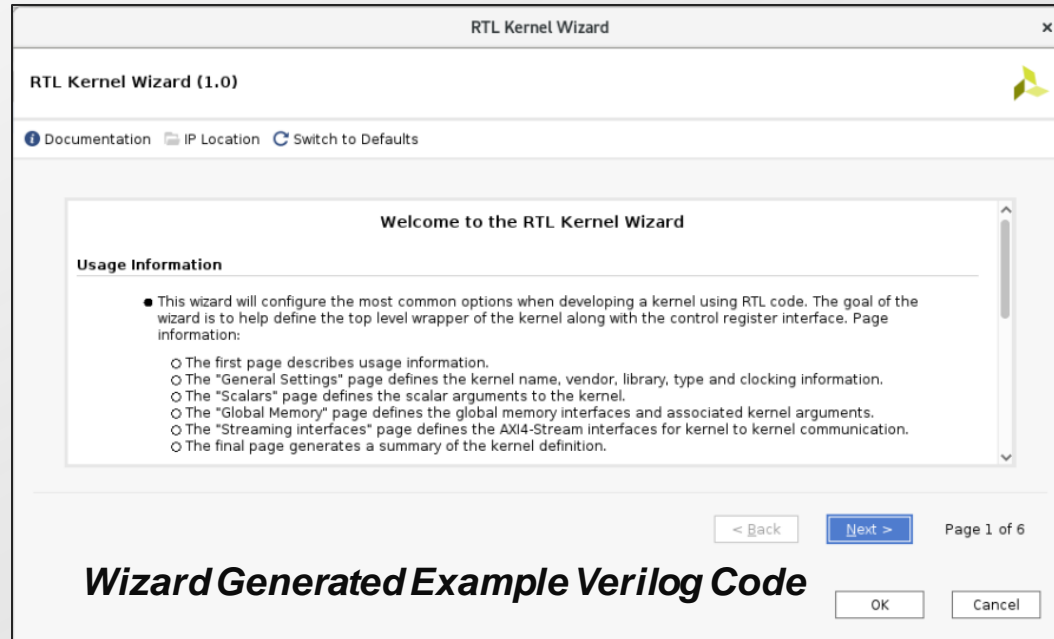 RTL Kernel Wizard
×
RTL Kernel Wizard (1.0)
Documentation IP Location Switch to Defaults
Welcome to the RTL Kernel Wizard
Usage Information
This wizard will configure the most common options when developing a kernel using RTL code. The goal of the
wizard is to help define the top level wrapper of the kernel along with the control register interface. Page
information:
The first page describes usage information.
The "General Settings" page defines the kernel name, vendor, library, type and clocking information.
The "Scalars" page defines the scalar arguments to the kernel.
The "Global Memory" page defines the global memory interfaces and associated kernel arguments.
The "Streaming interfaces" page defines the AXI4-Stream interfaces for kernel to kernel communication.
The final page generates a summary of the kernel definition.
< Back Next > Page 1 of 6
Wizard Generated Example Verilog Code
OK Cancel